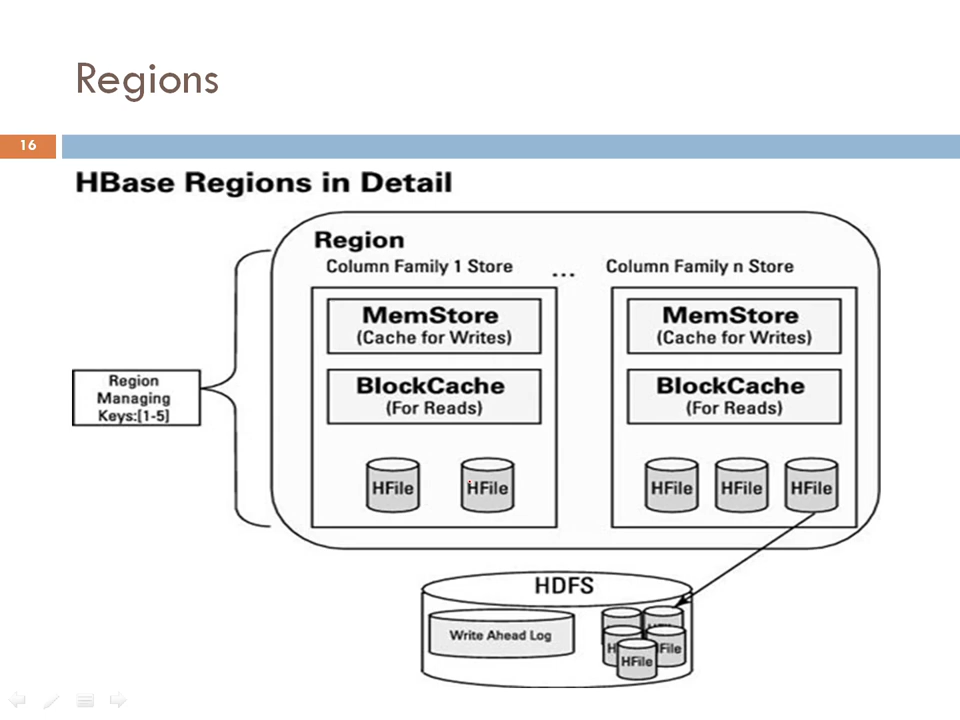 Regions
16
HBase Regions in Detail
Region
Column Family 1 Store
...
Column Family n Store
MemStore
(Cache for Writes)
BlockCache
(For Reads)
HFile
HFile
MemStore
(Cache for Writes)
BlockCache
(For Reads)
HFile
HFile
HFile
Region
Managing
Keys:[1-5]
HDFS
Write Ahead Log
HFile